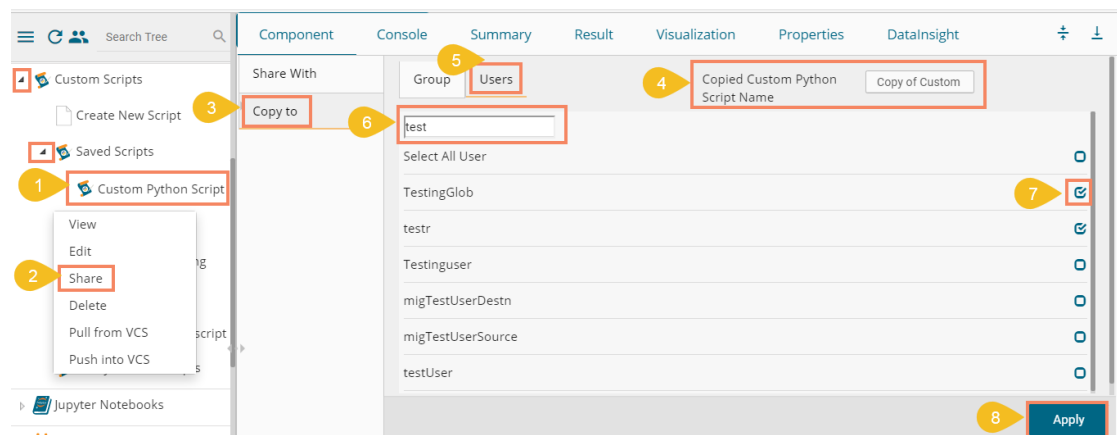 Search Tree
Component Console Summary Result Visualization Properties DataInsight
Custom Scripts
Create New Script
Saved Scripts
1
Custom Python Script
View
Edit
ng
2
Share
Delete
Pull from VCS
script
Push into VCS
s
Jupyter Notebooks
Share With
3
Copy to
5
Group Users
4
Copied Custom Python
Script Name
Copy of Custom
6
test
Select All User
TestingGlob
7
testr
Testinguser
migTestUserDestn
migTestUserSource
testUser
8
Apply